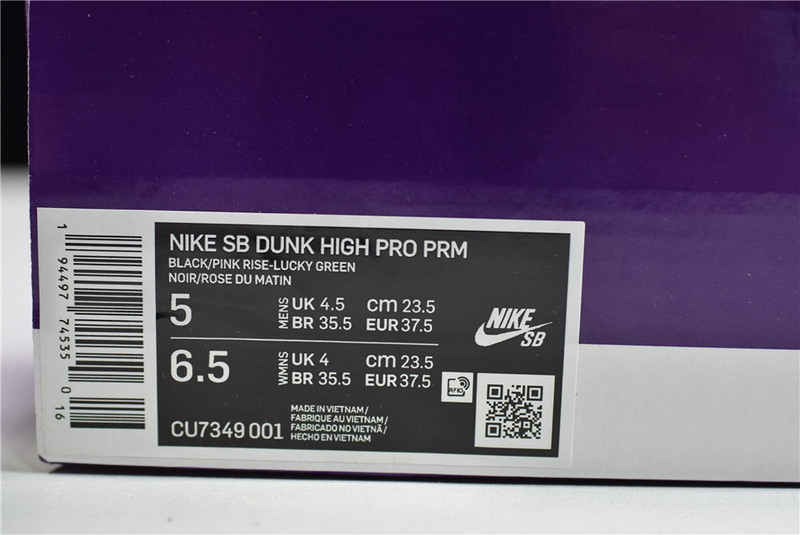 NIKE SB DUNK HIGH PRO PRM
BLACK/PINK RISE-LUCKY GREEN
NOIR/ROSE DU MATIN
5 MENS UK 4.5 cm 23.5
BR 35.5 EUR 37.5
6.5 WMNS UK 4 cm 23.5
BR 35.5 EUR 37.5
NIKE
SB
RFID
CU7349 001
MADE IN VIETNAM/
FABRIQUE AU VIETNAM/
FABRICADO NO VIETNÃ/
HECHO EN VIETNAM
1 94497 74535 0 16